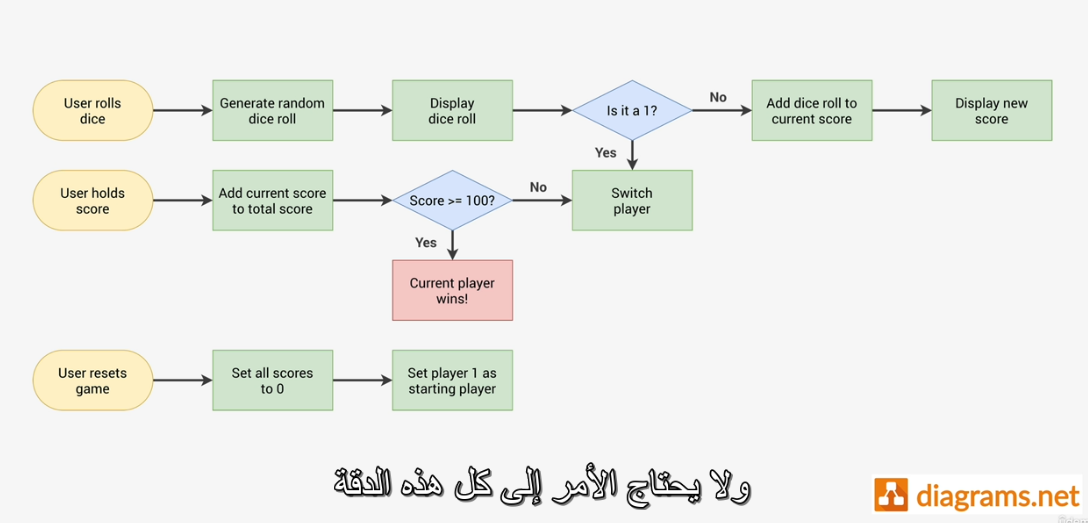 User rolls
dice
Generate random
dice roll
Display
dice roll
Is it a 1?
No
Add dice roll to
current score
Display new
score
Yes
User holds
score
Add current score
to total score
Score >= 100?
No
Switch
player
Yes
Current player
wins!
User resets
game
Set all scores
to 0
Set player 1 as
starting player
ولا يحتاج الأمر إلى كل هذه الدقة
diagrams.net